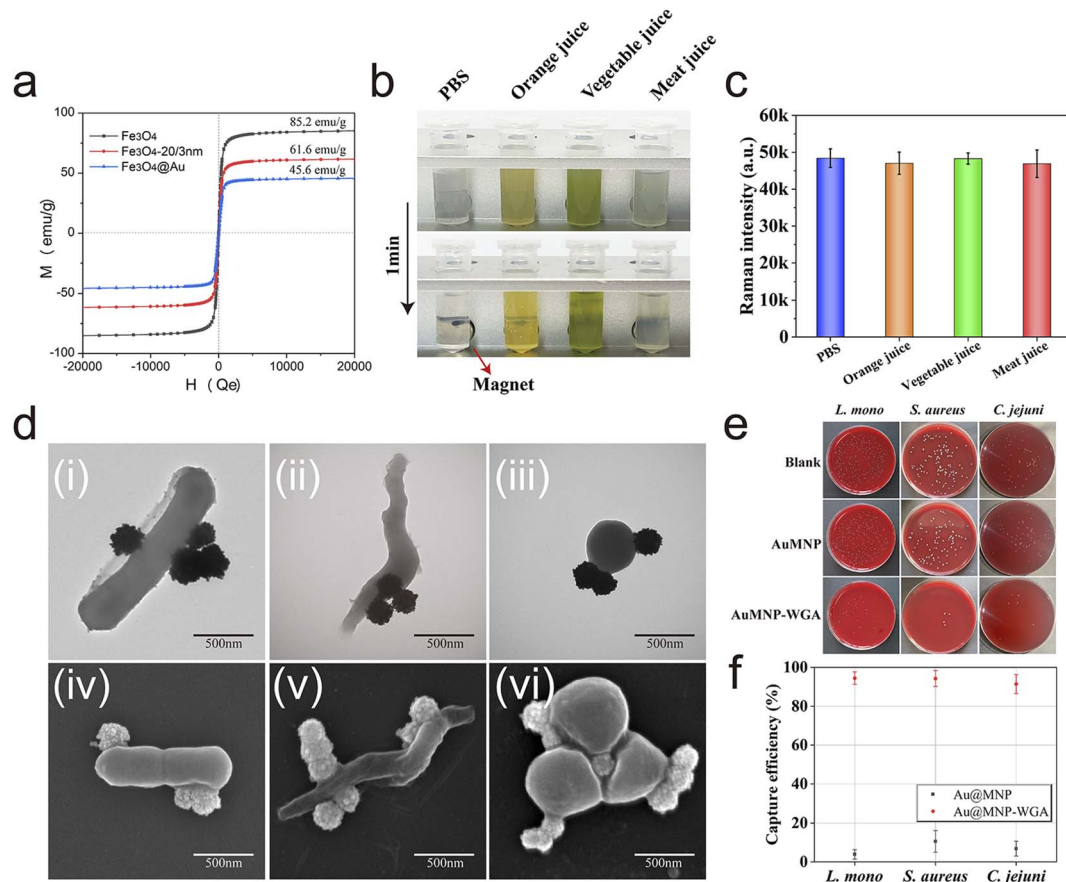 a
100
50
0
-50
-100
M (emu/g)
Fe3O4
Fe3O4-20/3nm
Fe3O4@Au
85.2 emu/g
61.6 emu/g
45.6 emu/g
-20000 -10000 0 10000 20000
H (Qe)
b
PBS
Orange juice
Vegetable juice
Meat juice
1min
Magnet
c
60k
50k
40k
30k
20k
10k
0
Raman intensity (a.u.)
PBS
Orange juice
Vegetable juice
Meat juice
d
(i)
500nm
(ii)
500nm
(iii)
500nm
(iv)
500nm
(v)
500nm
(vi)
500nm
e
L. mono S. aureus C. jejuni
Blank
AuMNP
AuMNP-WGA
f
100
80
60
40
20
0
Capture efficiency (%)
Au@MNP
Au@MNP-WGA
L. mono S. aureus C. jejuni